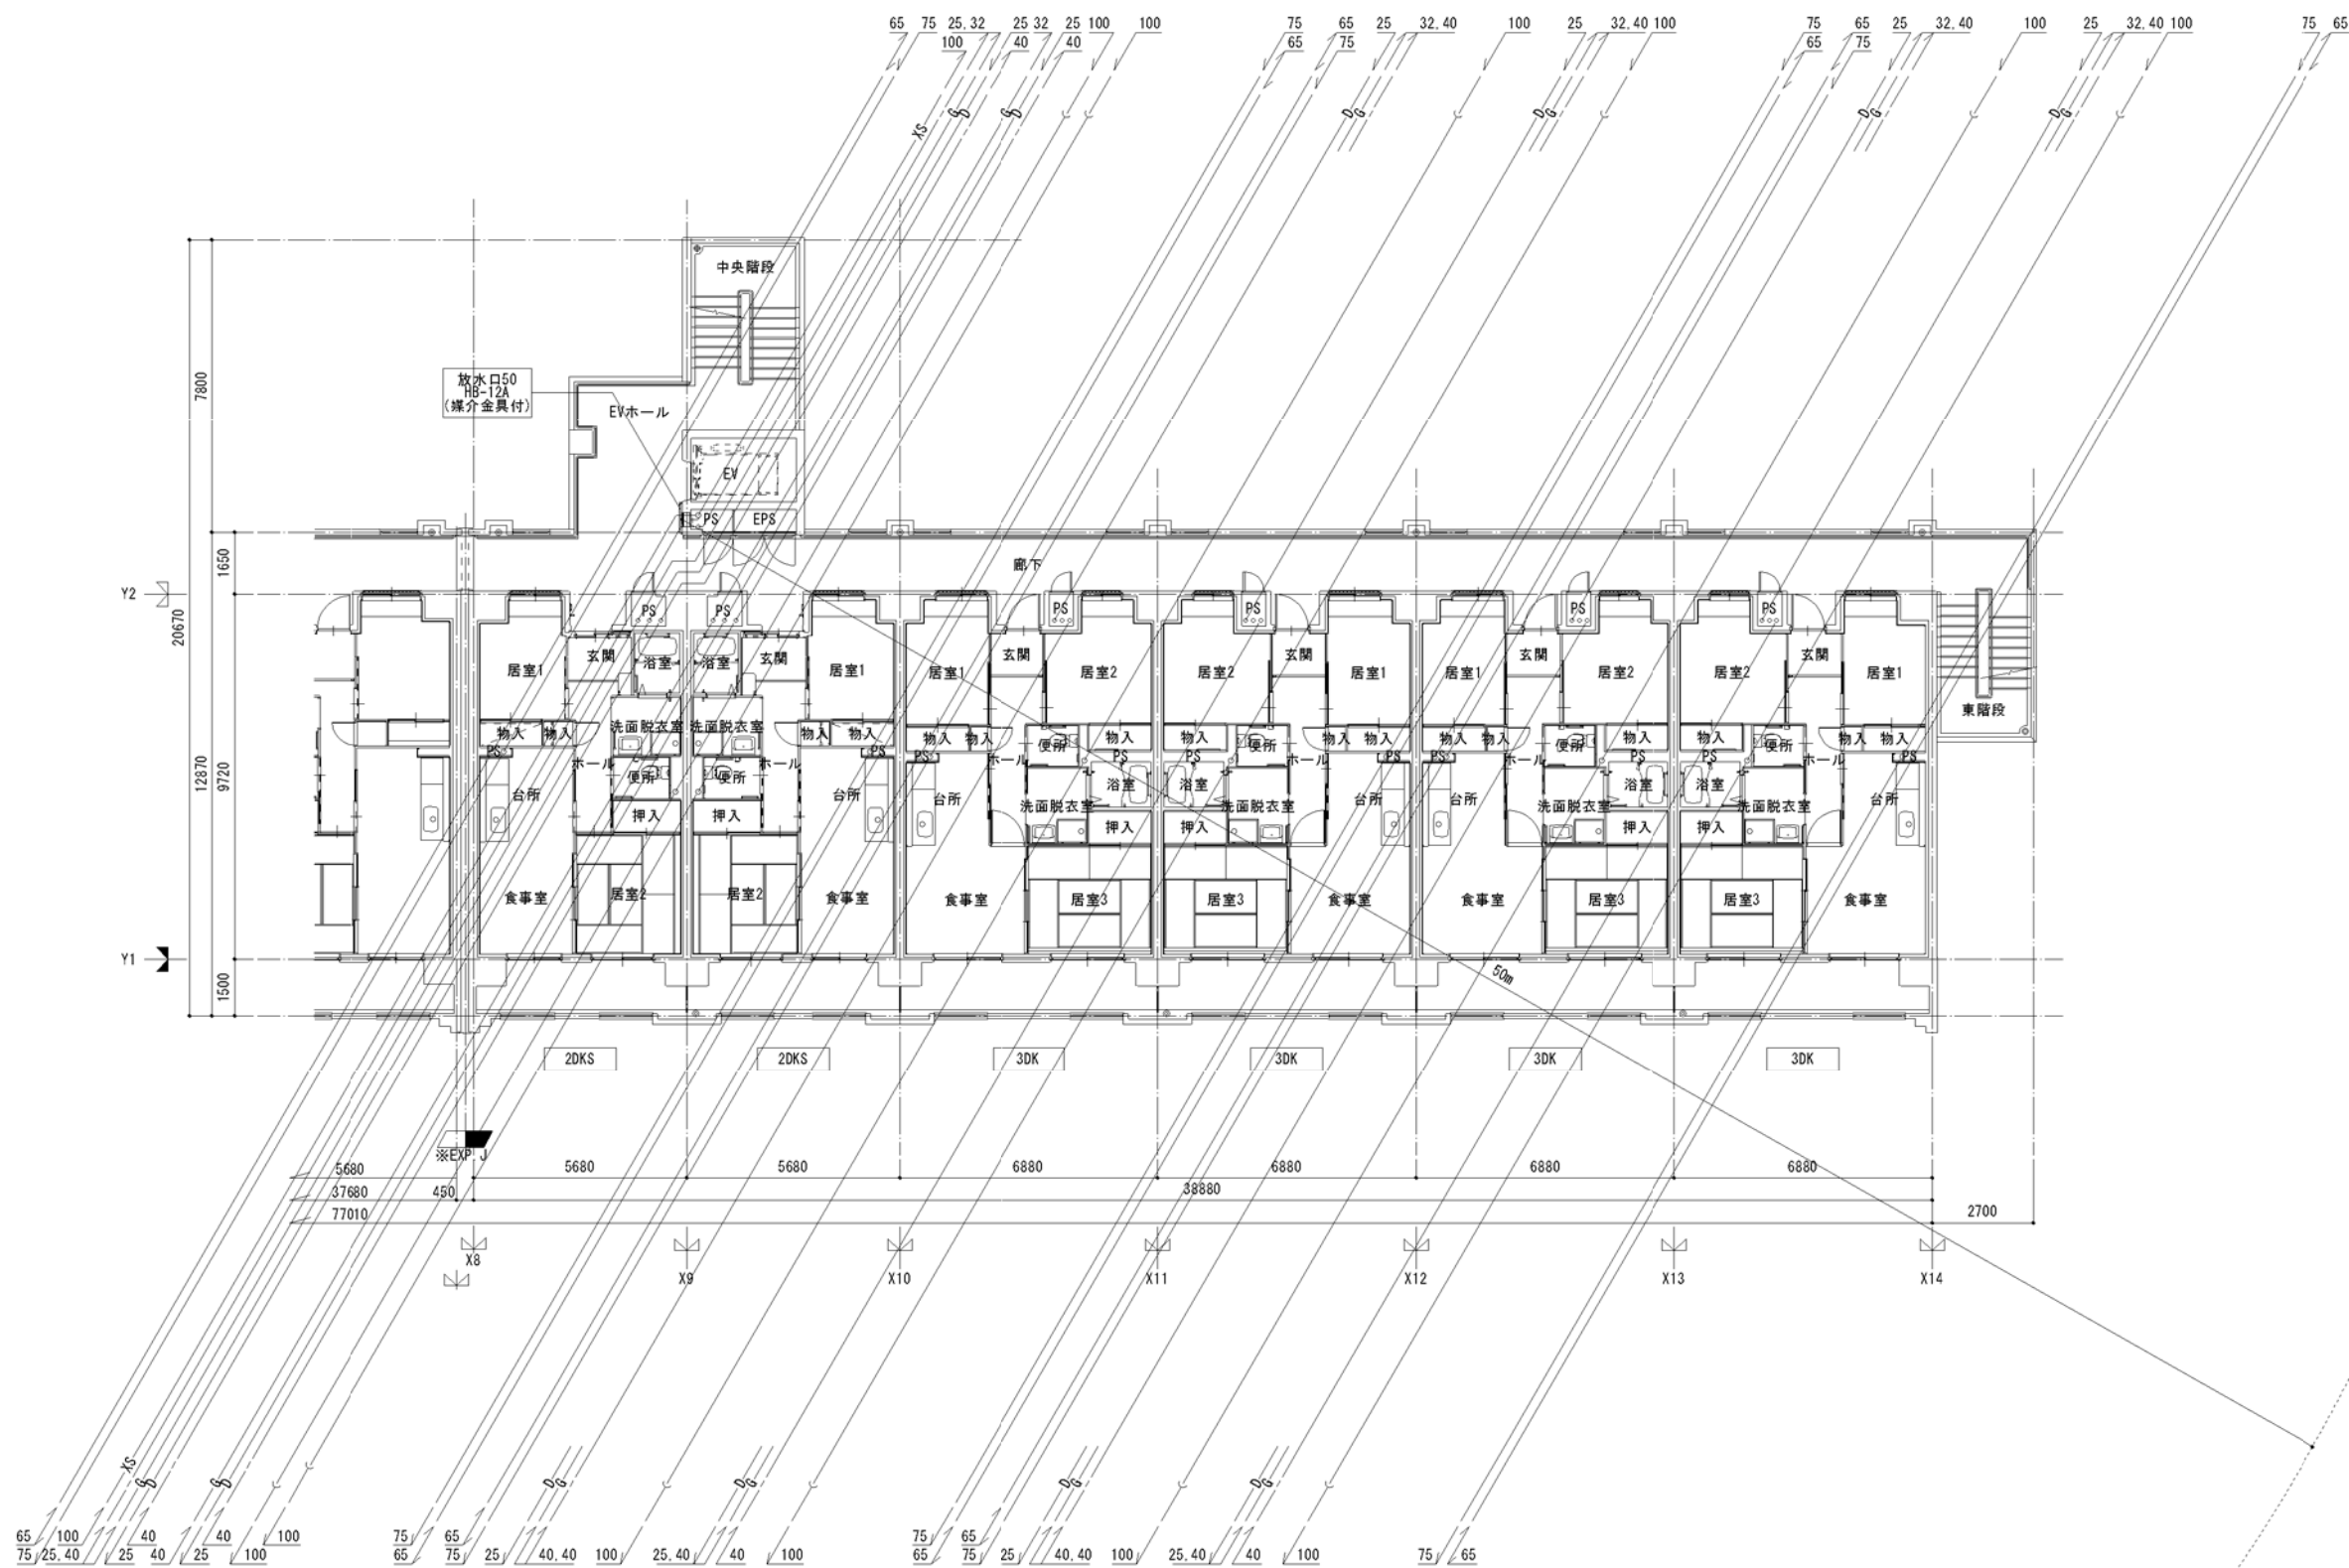 65 75 25.32 25 32 25 100 100 75 65 25 32.40 100 25 32.40 100 75 65 25 32.40 100 25 32.40 100 75 65
100 40 40 65 75 65 75
G D G D D G D G D G D G
XS
中央階段
7800
放水口50
HB-12A
(媒介金具付)
EVホール
EV
PS EPS
1650
廊下
Y2
20670
PS PS PS PS PS PS
玄関 浴室 浴室 玄関 玄関 玄関 玄関 玄関
居室1 居室1 居室1 居室2 居室2 居室1 居室1 居室2 居室2 居室1
東階段
洗面脱衣室 洗面脱衣室
物入 物入 物入 物入 物入 物入 便所 物入 物入 便所 物入 物入 物入 物入 便所 物入 物入 便所 物入 物入
PS PS PS PS PS PS PS PS PS PS
ホール 便所 便所 ホール ホール ホール ホール ホール
12870
9720
浴室 浴室 浴室 浴室
台所 台所 台所 台所 台所 台所
押入 押入 洗面脱衣室 洗面脱衣室 洗面脱衣室 洗面脱衣室
押入 押入 押入 押入
食事室 居室2 居室2 食事室 食事室 居室3 居室3 食事室 食事室 居室3 居室3 食事室
Y1
50m
1500
2DKS 2DKS 3DK 3DK 3DK 3DK
※EXP.J
5680 5680 5680 6880 6880 6880 6880
37680 450 38880
77010 2700
X8
X9 X10 X11 X12 X13 X14
XS
G D G D D G D G D G D G
65 100 40 40 100 75 65 75 65
75 25.40 25 40 25 100 65 75 25 40.40 100 25.40 40 100 65 75 25 40.40 100 25.40 40 100 75 65